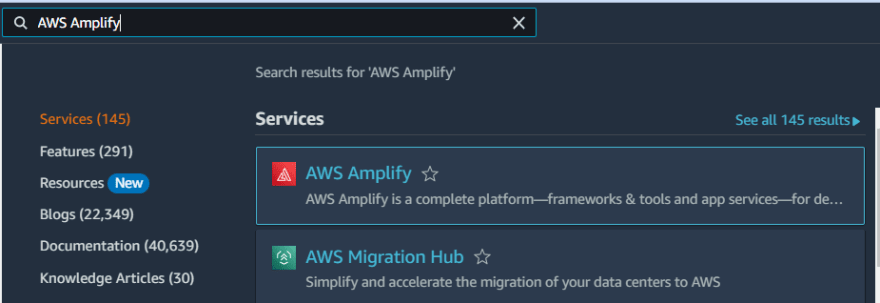 AWS Amplify
Search results for 'AWS Amplify'
Services (145)
Features (291)
Resources New
Blogs (22,349)
Documentation (40,639)
Knowledge Articles (30)
Services
See all 145 results
AWS Amplify
AWS Amplify is a complete platform—frameworks & tools and app services—for de...
AWS Migration Hub
Simplify and accelerate the migration of your data centers to AWS